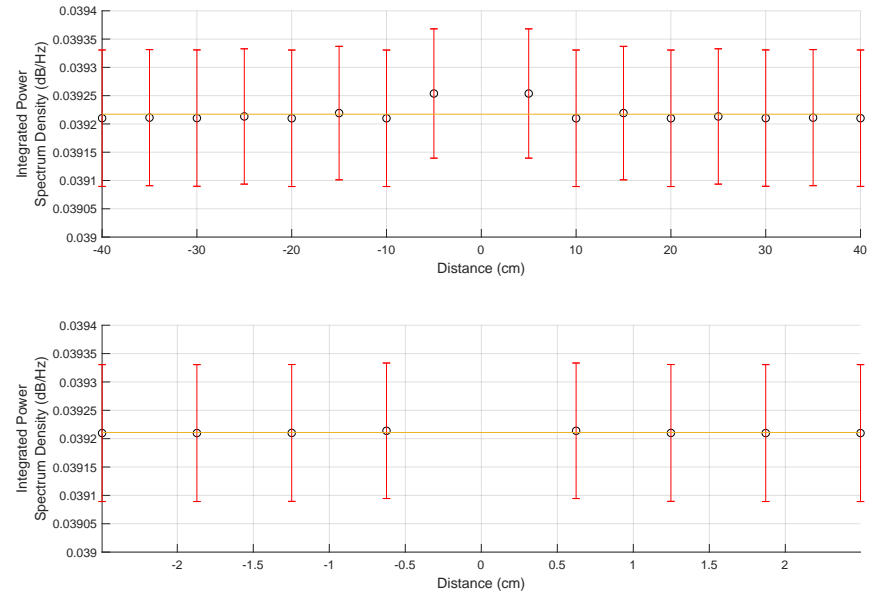 0.0394
0.03935
0.0393
0.03925
0.0392
0.03915
0.0391
0.03905
0.039
Integrated Power
Spectrum Density (dB/Hz)
-40 -30 -20 -10 0 10 20 30 40
Distance (cm)
0.0394
0.03935
0.0393
0.03925
0.0392
0.03915
0.0391
0.03905
0.039
Integrated Power
Spectrum Density (dB/Hz)
-2 -1.5 -1 -0.5 0 0.5 1 1.5 2
Distance (cm)